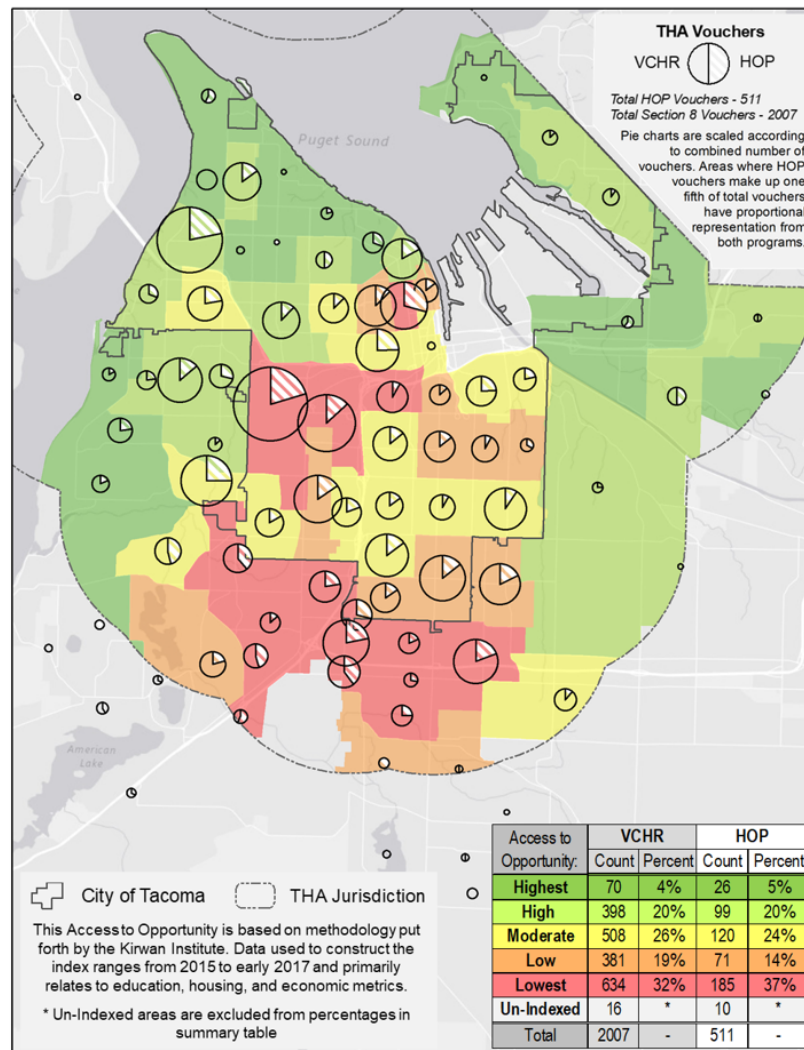 THA Vouchers
VCHR HOP
Total HOP Vouchers - 511
Total Section 8 Vouchers - 2007
Pie charts are scaled according
to combined number of
vouchers. Areas where HOP
vouchers make up one
fifth of total vouchers
have proportional
representation from
both programs.
Puget Sound
American
Lake
City of Tacoma THA Jurisdiction
This Access to Opportunity is based on methodology put
forth by the Kirwan Institute. Data used to construct the
index ranges from 2015 to early 2017 and primarily
relates to education, housing, and economic metrics.
* Un-Indexed areas are excluded from percentages in
summary table
Access to VCHR HOP
Opportunity: Count Percent Count Percent
Highest 70 4% 26 5%
High 398 20% 99 20%
Moderate 508 26% 120 24%
Low 381 19% 71 14%
Lowest 634 32% 185 37%
Un-Indexed 16 * 10 *
Total 2007 - 511 -